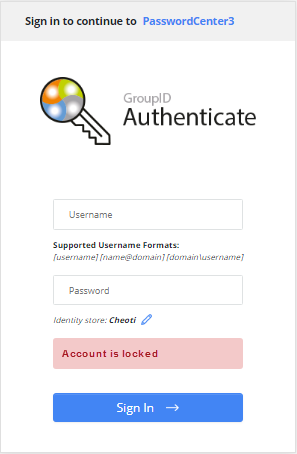 Sign in to continue to PasswordCenter3
GroupID
Authenticate
Username
Supported Username Formats:
[username] [name@domain] [domain\username]
Password
Identity store: Cheoti
Account is locked
Sign In →